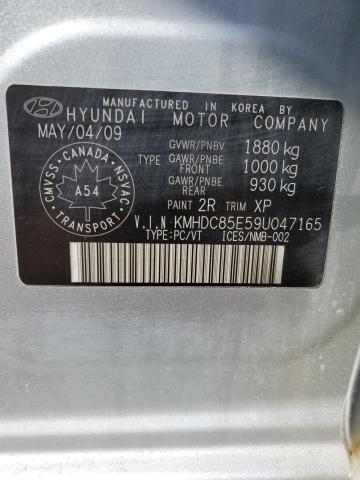 MANUFACTURED IN KOREA BY
HYUNDAI MOTOR COMPANY
MAY/04/09
GVWR/PNBV 1880 kg
TYPE GAWR/PNBE FRONT 1000 kg
GAWR/PNBE REAR 930 kg
PAINT 2R TRIM XP
V.I.N KMHDC85E59U047165
TYPE:PC/VT ICES/NMB-002
CANADA
CMVSS NSVAC
A54
TRANSPORT